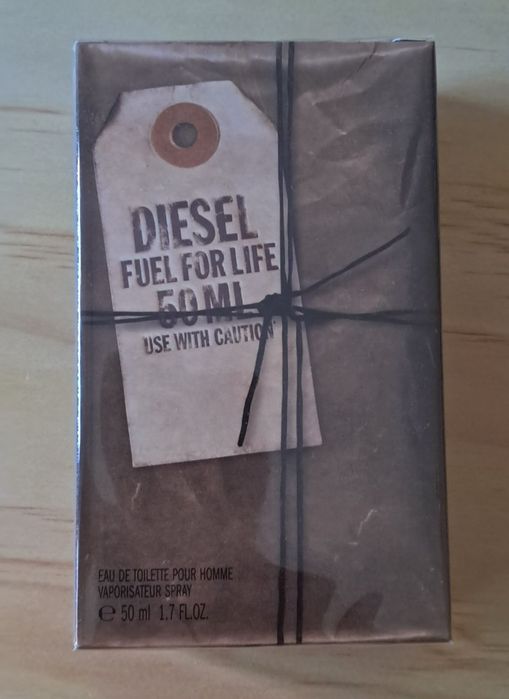 DIESEL
FUEL FOR LIFE
50 ML
USE WITH CAUTION
EAU DE TOILETTE POUR HOMME
VAPORISATEUR SPRAY
℮ 50 ml 1.7 FL.OZ.